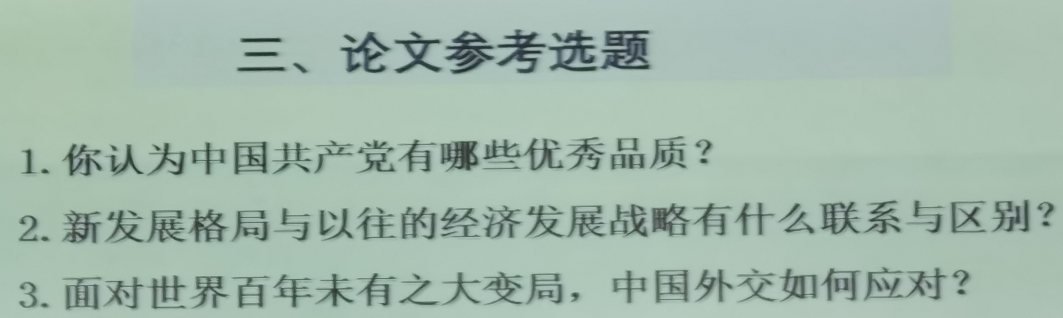 三、论文参考选题
1. 你认为中国共产党有哪些优秀品质？
2. 新发展格局与以往的经济发展战略有什么联系与区别？
3. 面对世界百年未有之大变局，中国外交如何应对？